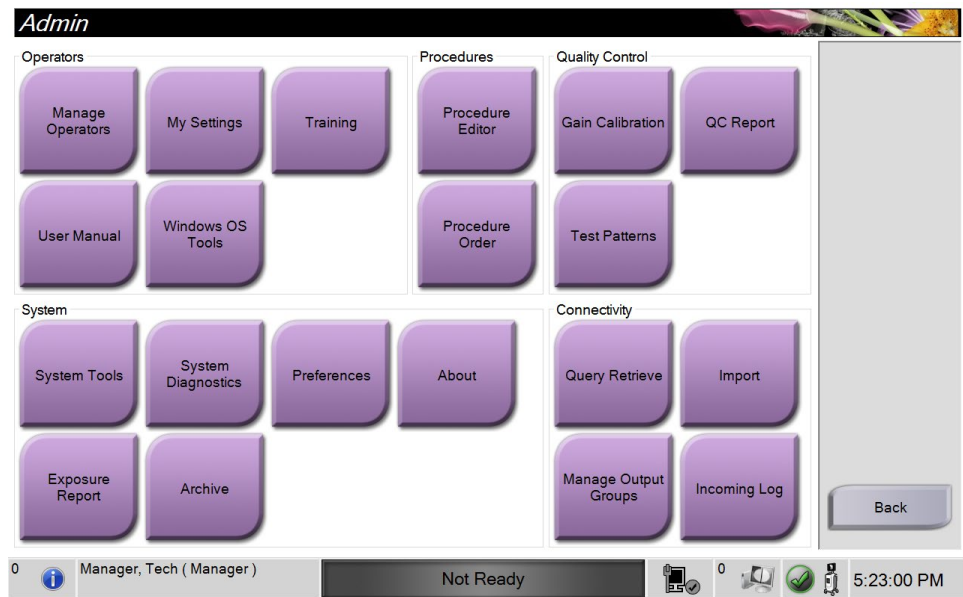 Admin
Operators
Procedures
Quality Control
Manage
Operators
My Settings
Training
Procedure
Editor
Gain Calibration
QC Report
User Manual
Windows OS
Tools
Procedure
Order
Test Patterns
System
Connectivity
System Tools
System
Diagnostics
Preferences
About
Query Retrieve
Import
Exposure
Report
Archive
Manage Output
Groups
Incoming Log
Back
0
Manager, Tech ( Manager )
Not Ready
0
5:23:00 PM